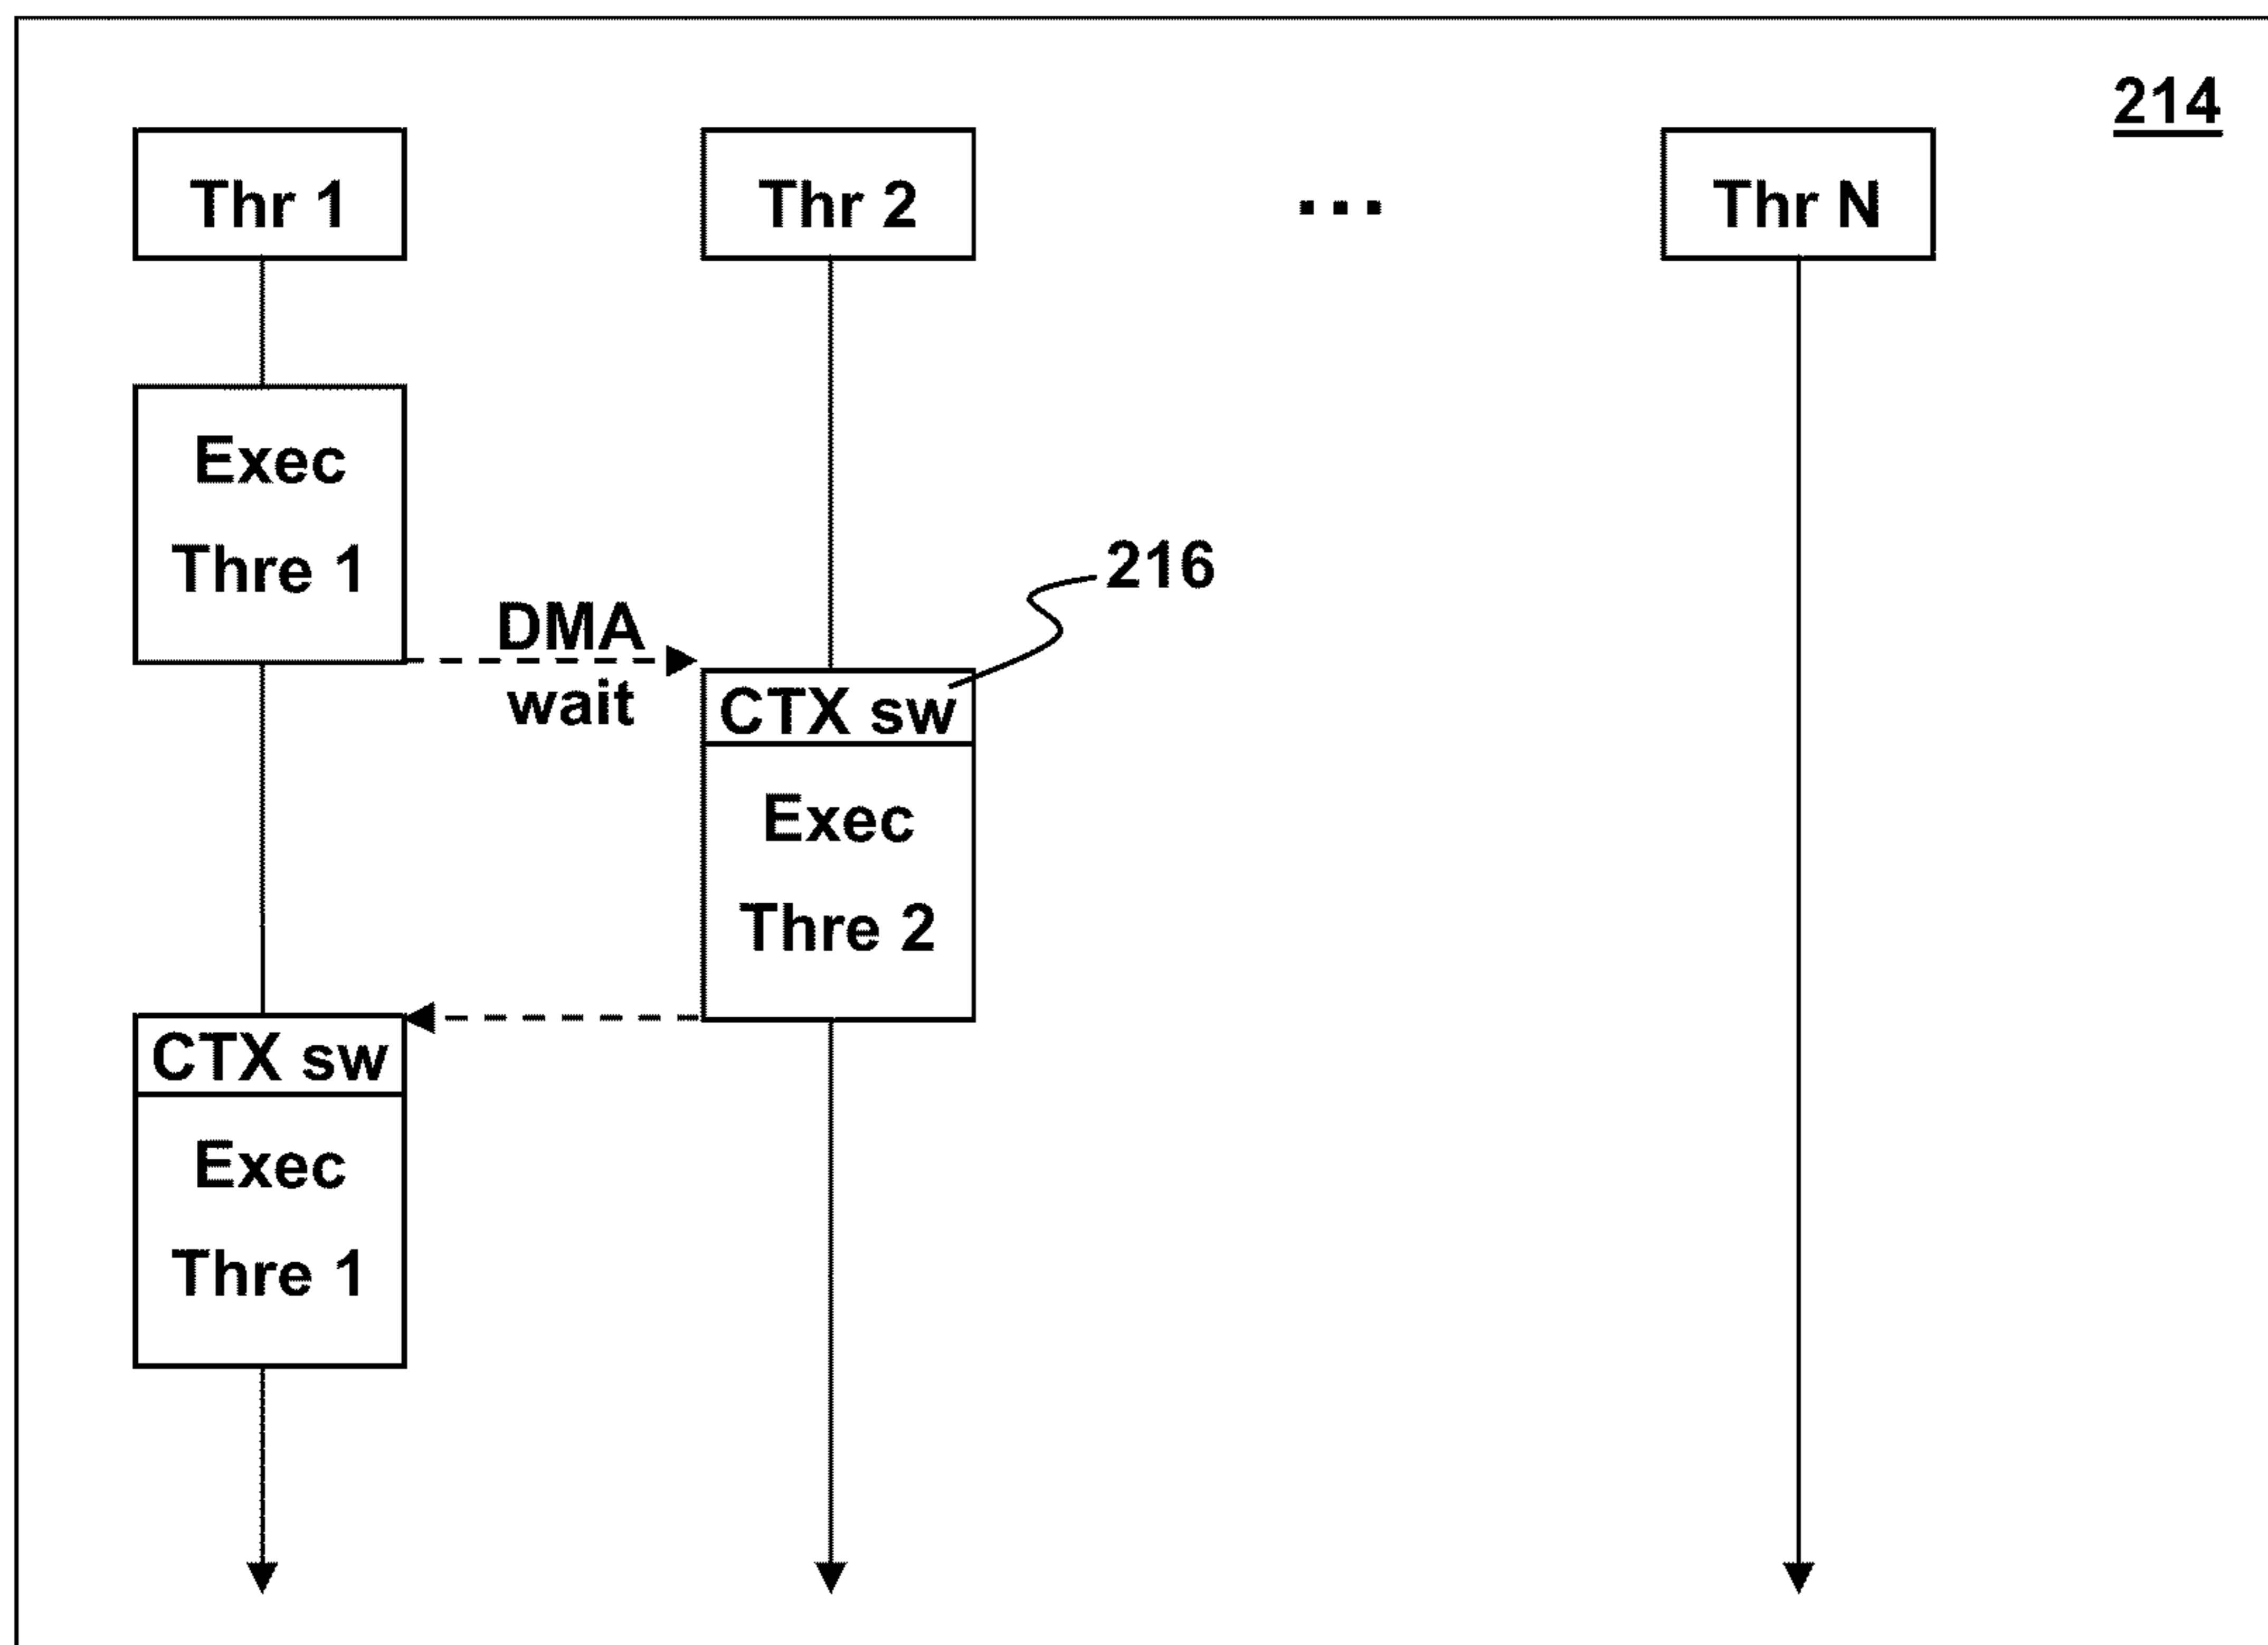 214
Thr 1
Thr 2
...
Thr N
Exec
Thre 1
216
DMA
wait
CTX sw
Exec
Thre 2
CTX sw
Exec
Thre 1